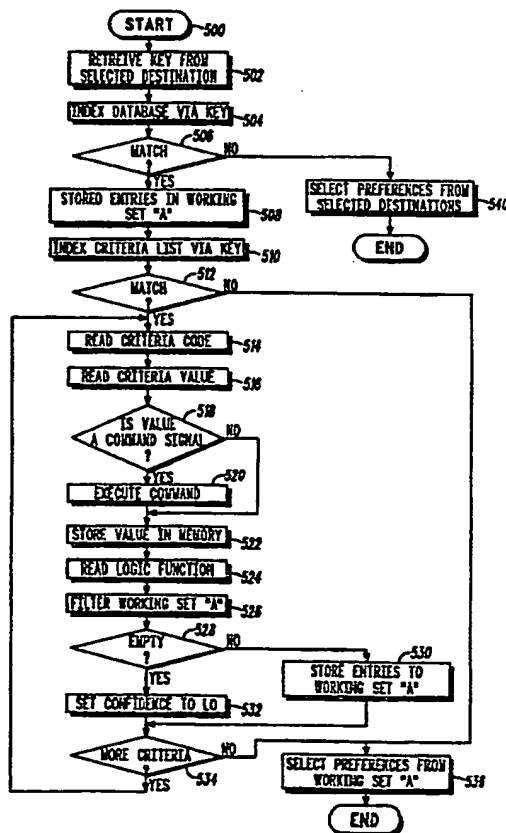 START
500
RETREIVE KEY FROM
SELECTED DESTINATION
502
INDEX DATABASE VIA KEY
504
506
MATCH
?
NO
YES
STORED ENTRIES IN WORKING
SET "A"
508
SELECT PREFERENCES FROM
SELECTED DESTINATIONS
540
END
INDEX CRITERIA LIST VIA KEY
510
512
MATCH
?
NO
YES
READ CRITERIA CODE
514
READ CRITERIA VALUE
516
518
IS VALUE
A COMMAND SIGNAL
?
NO
YES
520
EXECUTE COMMAND
STORE VALUE IN MEMORY
522
READ LOGIC FUNCTION
524
FILTER WORKING SET "A"
526
528
EMPTY
?
NO
YES
530
STORE ENTRIES TO
WORKING SET "A"
SET CONFIDENCE TO LO
532
MORE CRITERIA
?
NO
534
YES
SELECT PREFERENCES FROM
WORKING SET "A"
536
END